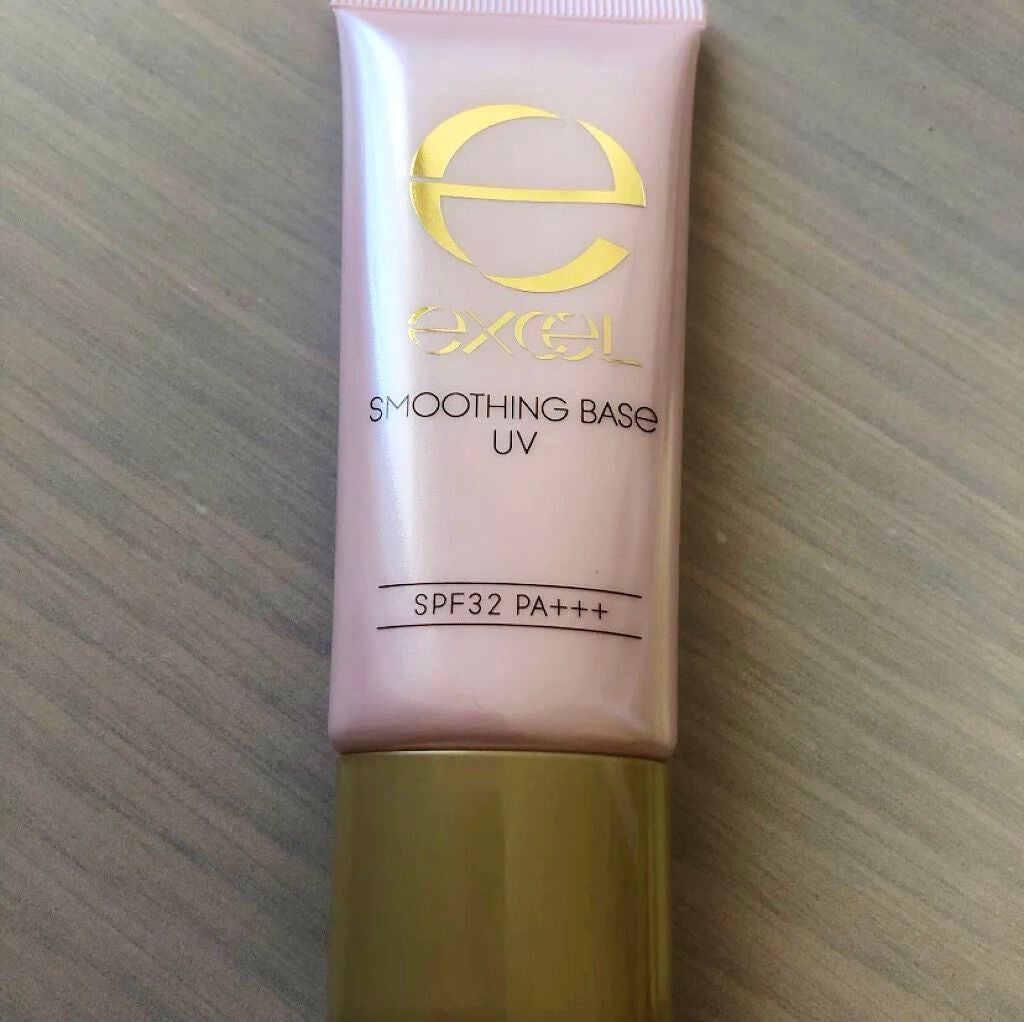 e
excel
SMOOTHING BASe
UV
SPF32 PA+++